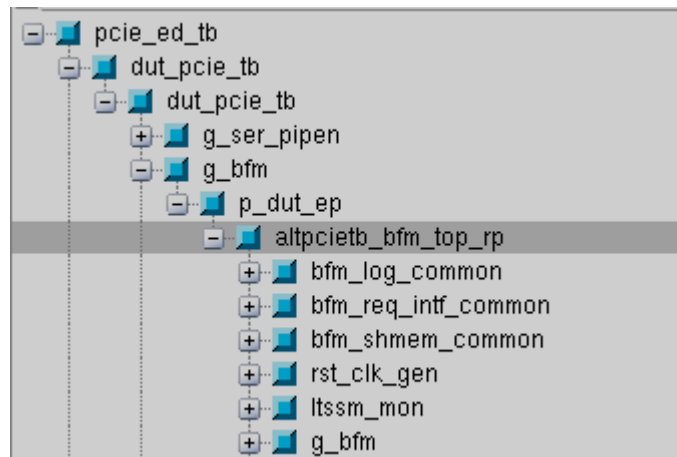 pcie_ed_tb
dut_pcie_tb
dut_pcie_tb
g_ser_pipen
g_bfm
p_dut_ep
altpcietb_bfm_top_rp
bfm_log_common
bfm_req_intf_common
bfm_shmem_common
rst_clk_gen
ltssm_mon
g_bfm